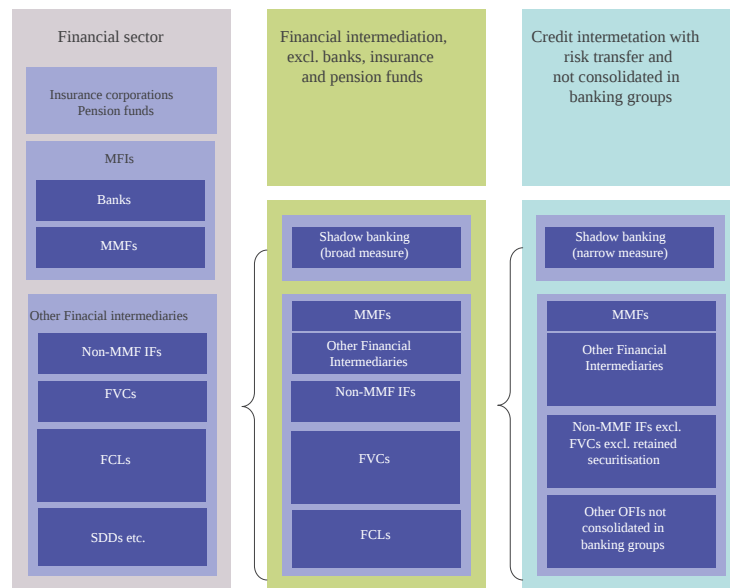 Financial sector
Insurance corporations
Pension funds
MFIs
Banks
MMFs
Other Finacial intermediaries
Non-MMF IFs
FVCs
FCLs
SDDs etc.
Financial intermediation,
excl. banks, insurance
and pension funds
Shadow banking
(broad measure)
MMFs
Other Financial
Intermediaries
Non-MMF IFs
FVCs
FCLs
Credit intermetation with
risk transfer and
not consolidated in
banking groups
Shadow banking
(narrow measure)
MMFs
Other Financial
Intermediaries
Non-MMF IFs excl.
FVCs excl. retained
securitisation
Other OFIs not
consolidated in
banking groups